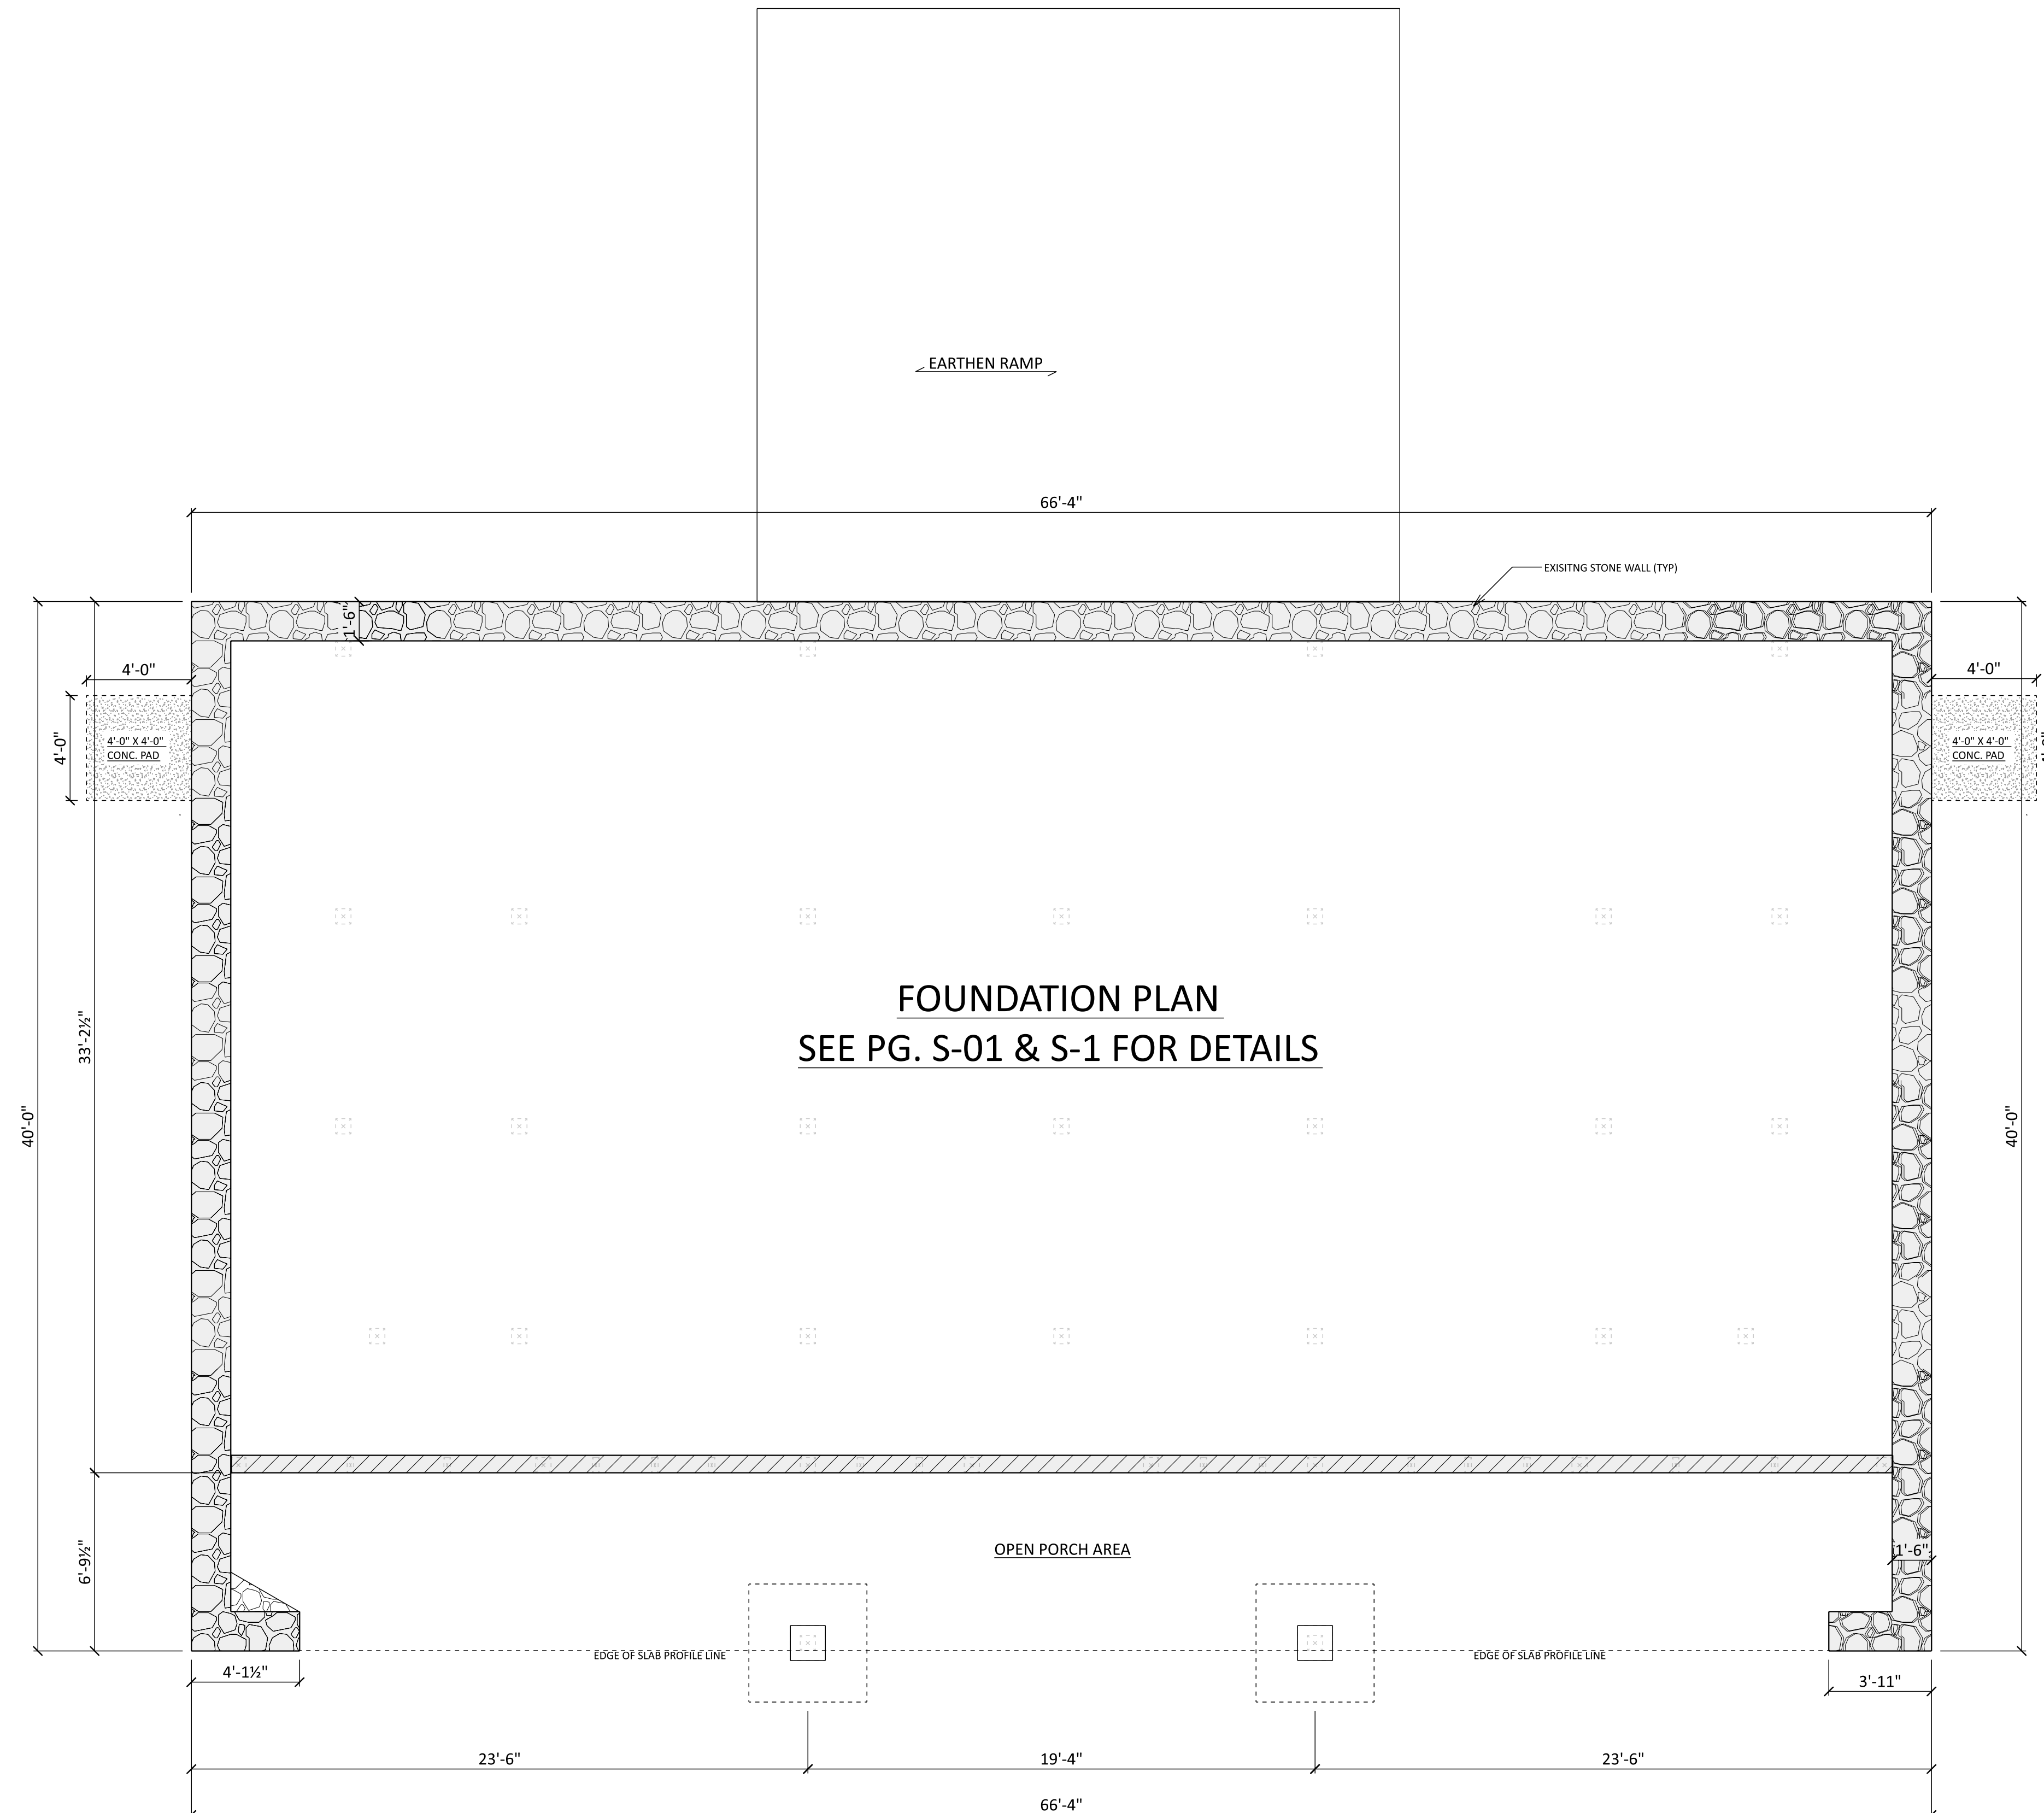 EARTHEN RAMP
66'-4"
EXISITNG STONE WALL (TYP)
1'-6"
4'-0"
4'-0"
4'-0"
4'-0" X 4'-0"
CONC. PAD
4'-0" X 4'-0"
CONC. PAD
FOUNDATION PLAN
SEE PG. S-01 & S-1 FOR DETAILS
33'-2½"
40'-0"
40'-0"
6'-9½"
OPEN PORCH AREA
1'-6"
EDGE OF SLAB PROFILE LINE
EDGE OF SLAB PROFILE LINE
4'-1½"
3'-11"
23'-6"
19'-4"
23'-6"
66'-4"